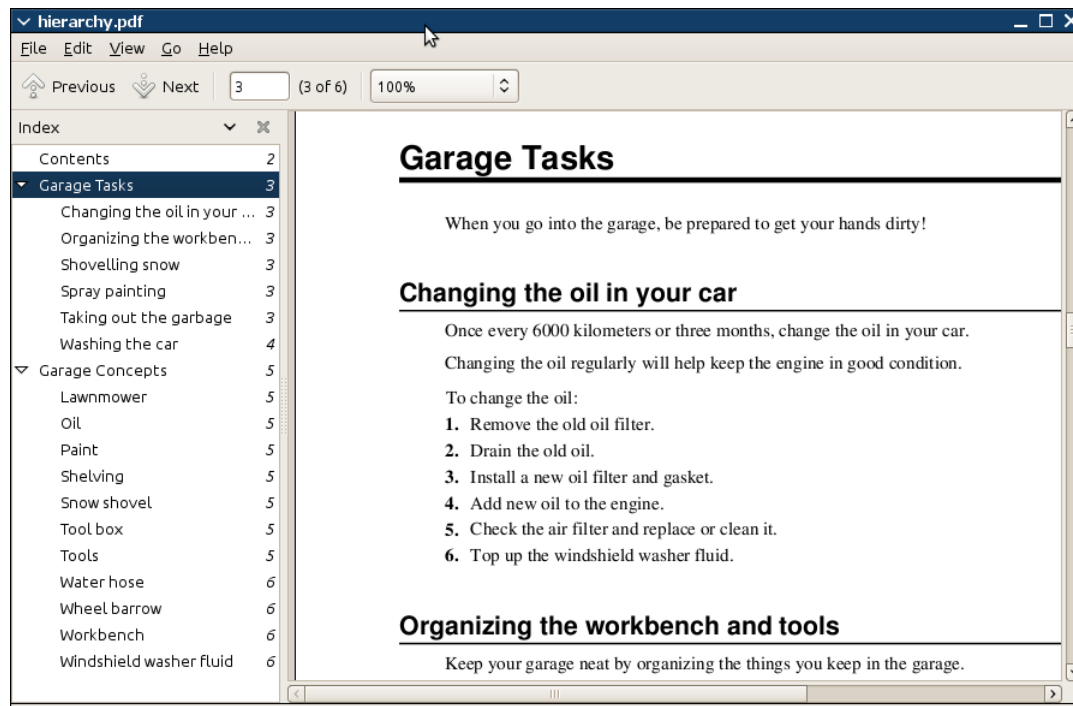 hierarchy.pdf
File Edit View Go Help
Previous Next 3 (3 of 6) 100%
Index
Contents 2
Garage Tasks 3
Changing the oil in your ... 3
Organizing the workben... 3
Shovelling snow 3
Spray painting 3
Taking out the garbage 3
Washing the car 4
Garage Concepts 5
Lawnmower 5
Oil 5
Paint 5
Shelving 5
Snow shovel 5
Tool box 5
Tools 5
Water hose 6
Wheel barrow 6
Workbench 6
Windshield washer fluid 6
Garage Tasks
When you go into the garage, be prepared to get your hands dirty!
Changing the oil in your car
Once every 6000 kilometers or three months, change the oil in your car.
Changing the oil regularly will help keep the engine in good condition.
To change the oil:
1. Remove the old oil filter.
2. Drain the old oil.
3. Install a new oil filter and gasket.
4. Add new oil to the engine.
5. Check the air filter and replace or clean it.
6. Top up the windshield washer fluid.
Organizing the workbench and tools
Keep your garage neat by organizing the things you keep in the garage.